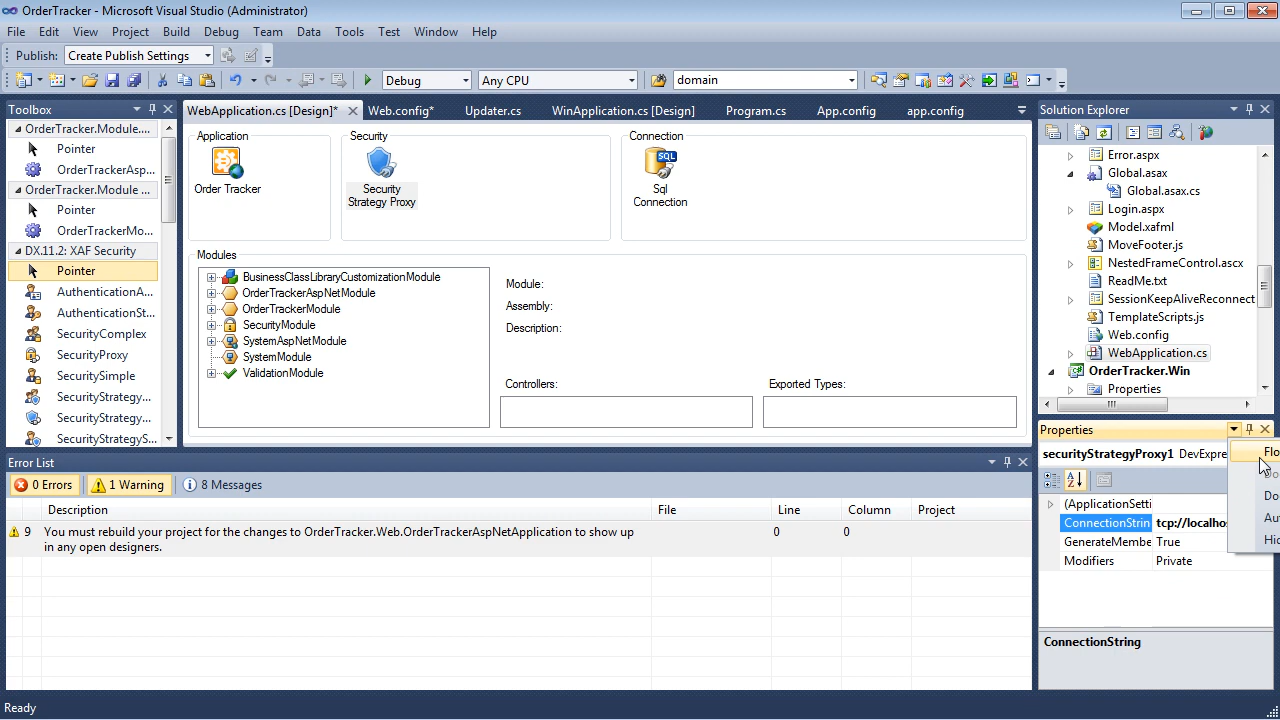 OrderTracker - Microsoft Visual Studio (Administrator)
File Edit View Project Build Debug Team Data Tools Test Window Help
Publish: Create Publish Settings
Debug Any CPU domain
Toolbox
OrderTracker.Module....
Pointer
OrderTrackerAsp...
OrderTracker.Module ...
Pointer
OrderTrackerMo...
DX.11.2: XAF Security
Pointer
AuthenticationA...
AuthenticationSt...
SecurityComplex
SecurityProxy
SecuritySimple
SecurityStrategy...
SecurityStrategy...
SecurityStrategyS...
WebApplication.cs [Design]* Web.config* Updater.cs WinApplication.cs [Design] Program.cs App.config app.config
Application
Order Tracker
Security
Security
Strategy Proxy
Connection
Sql
Connection
Modules
BusinessClassLibraryCustomizationModule
OrderTrackerAspNetModule
OrderTrackerModule
SecurityModule
SystemAspNetModule
SystemModule
ValidationModule
Module:
Assembly:
Description:
Controllers:
Exported Types:
Solution Explorer
Error.aspx
Global.asax
Global.asax.cs
Login.aspx
Model.xafml
MoveFooter.js
NestedFrameControl.ascx
ReadMe.txt
SessionKeepAliveReconnect
TemplateScripts.js
Web.config
WebApplication.cs
OrderTracker.Win
Properties
Properties
securityStrategyProxy1 DevExpre
Flo
Do
Au
Hid
(ApplicationSetti
ConnectionStrin tcp://localhos
GenerateMembe True
Modifiers Private
ConnectionString
Error List
0 Errors 1 Warning 8 Messages
Description File Line Column Project
9 You must rebuild your project for the changes to OrderTracker.Web.OrderTrackerAspNetApplication to show up 0 0
in any open designers.
Ready